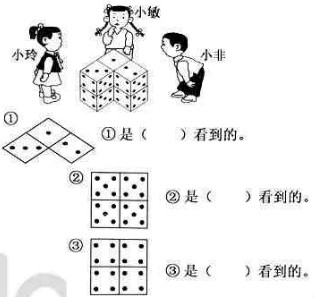 小敏
小玲
小非
①
①是（ ）看到的。
②
②是（ ）看到的。
③
③是（ ）看到的。